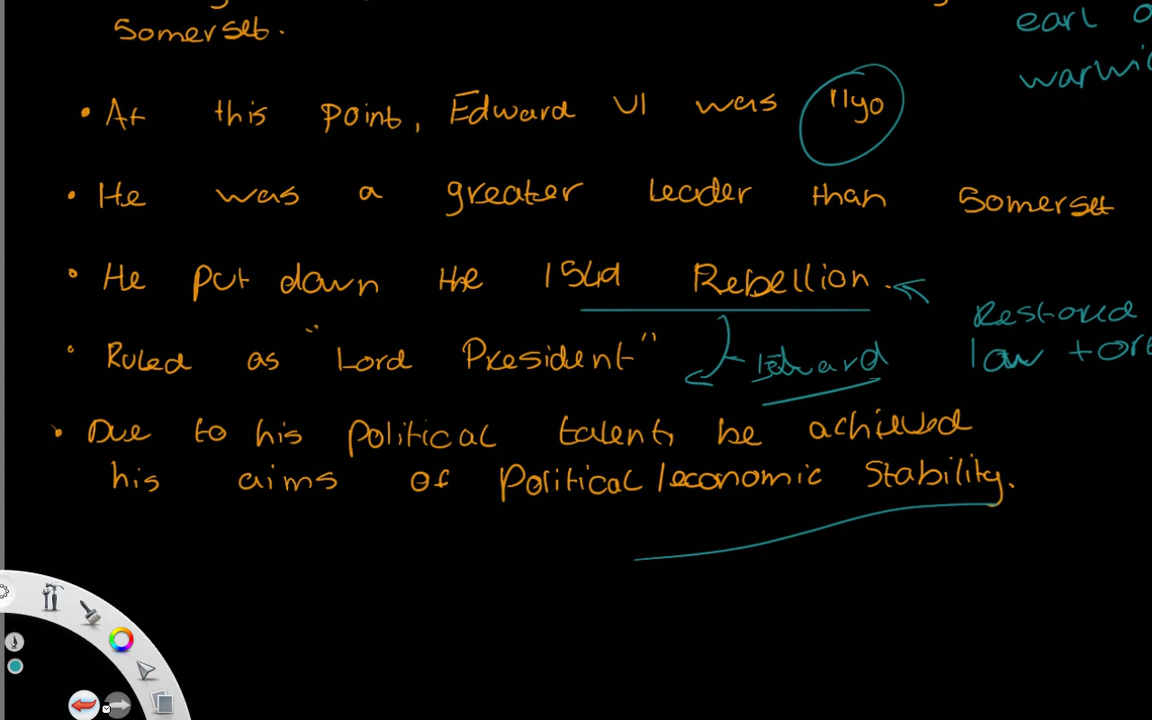 Somerset.
earl
warwi
• At this point, Edward VI was 11yo
• He was a greater leader than Somerset
• He put down the 1549 Rebellion.
Restored
law + ord
• Ruled as "Lord President"
Edward
• Due to his political talent, he achieved
his aims of Political/economic Stability.